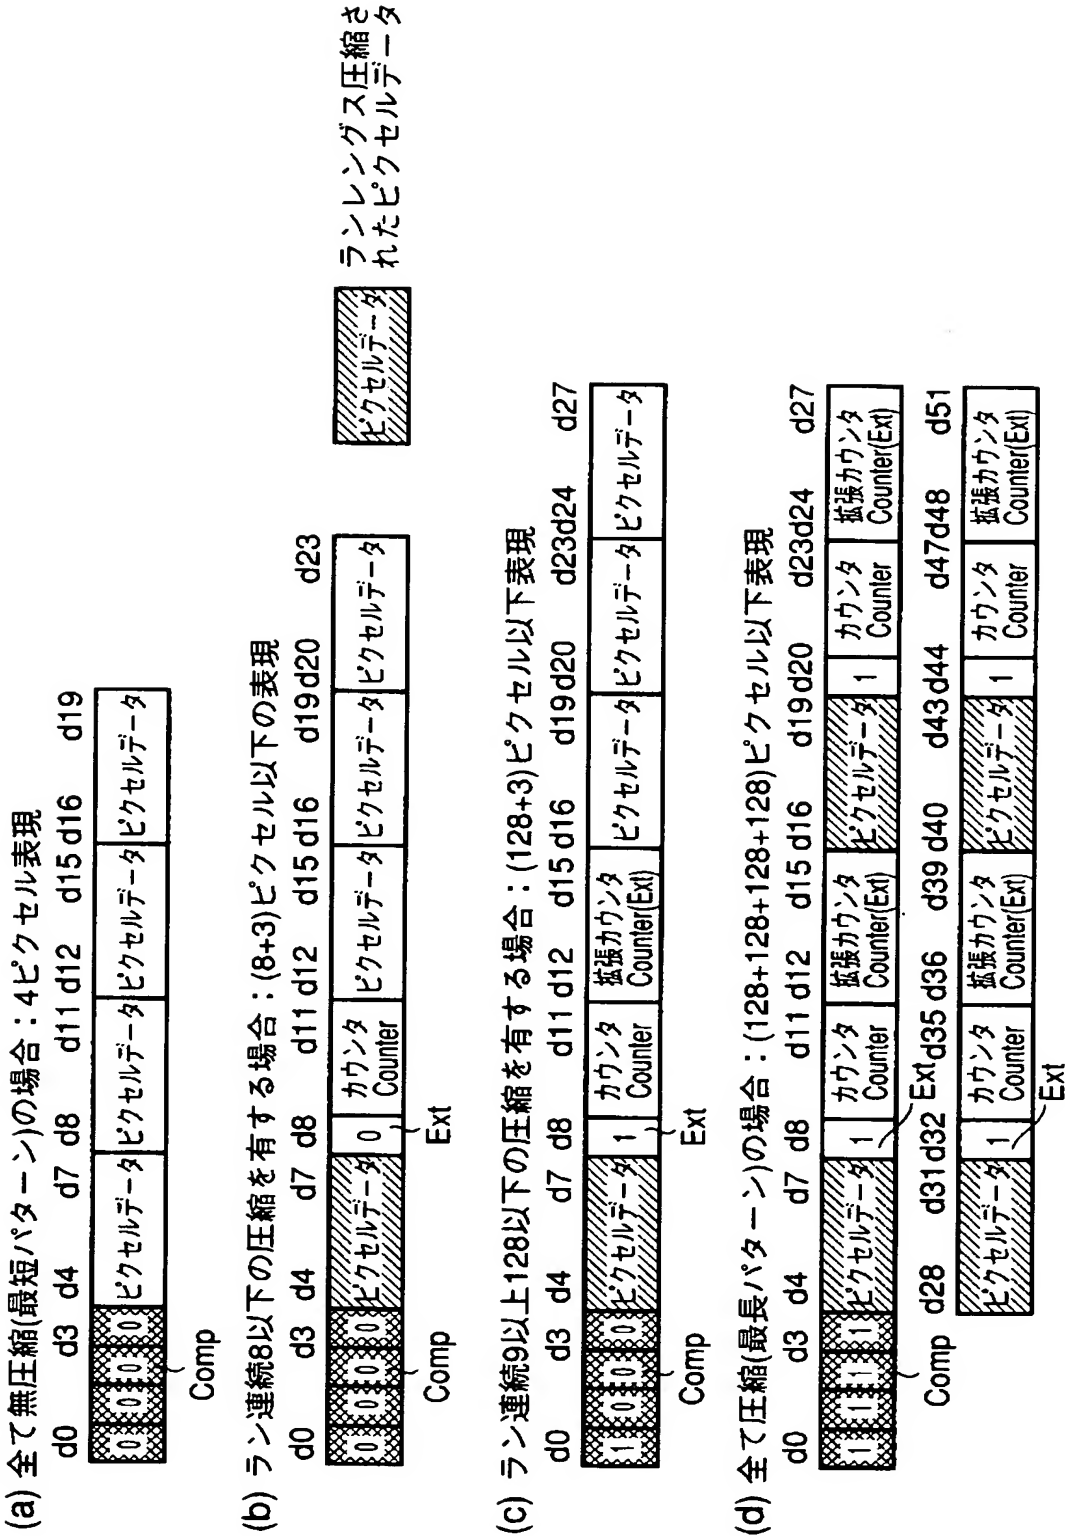 (a) 全て無圧縮(最短パターン)の場合：4ピクセル表現
d0 d3 d4 d7 d8 d11 d12 d15 d16 d19
0 0 0 0 ピクセルデータ ピクセルデータ ピクセルデータ ピクセルデータ
Comp
(b) ラン連続8以下の圧縮を有する場合：(8+3)ピクセル以下の表現
d0 d3 d4 d7 d8 d11 d12 d15 d16 d19 d20 d23
0 0 0 0 ピクセルデータ 0 カウンタ ピクセルデータ ピクセルデータ ピクセルデータ
Counter
Comp Ext
ピクセルデータ
ランレングス圧縮さ
れたピクセルデータ
(c) ラン連続9以上128以下の圧縮を有する場合：(128+3)ピクセル以下表現
d0 d3 d4 d7 d8 d11 d12 d15 d16 d19 d20 d23 d24 d27
1 0 0 0 ピクセルデータ 1 カウンタ 拡張カウンタ ピクセルデータ ピクセルデータ ピクセルデータ
Counter Counter(Ext)
Comp Ext
(d) 全て圧縮(最長パターン)の場合：(128+128+128+128)ピクセル以下表現
d0 d3 d4 d7 d8 d11 d12 d15 d16 d19 d20 d23 d24 d27
1 1 1 1 ピクセルデータ 1 カウンタ 拡張カウンタ ピクセルデータ 1 カウンタ 拡張カウンタ
Counter Counter(Ext) Counter Counter(Ext)
Comp Ext
d28 d31 d32 d35 d36 d39 d40 d43 d44 d47 d48 d51
ピクセルデータ 1 カウンタ 拡張カウンタ ピクセルデータ 1 カウンタ 拡張カウンタ
Counter Counter(Ext) Counter Counter(Ext)
Ext